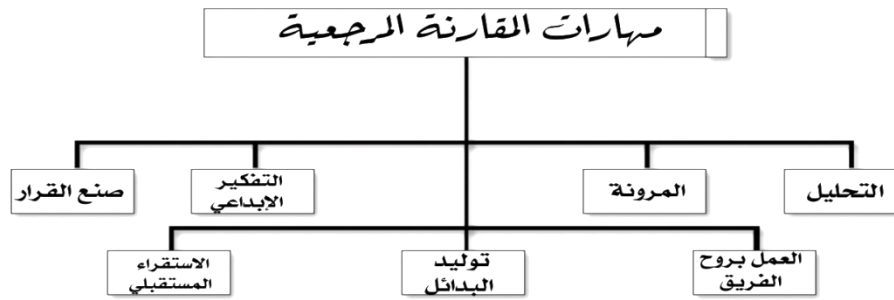 مهارات المقارنة المرجعية
التحليل
المرونة
التفكير
الإبداعي
صنع القرار
العمل بروح
الفريق
توليد
البدائل
الاستقراء
المستقبلي